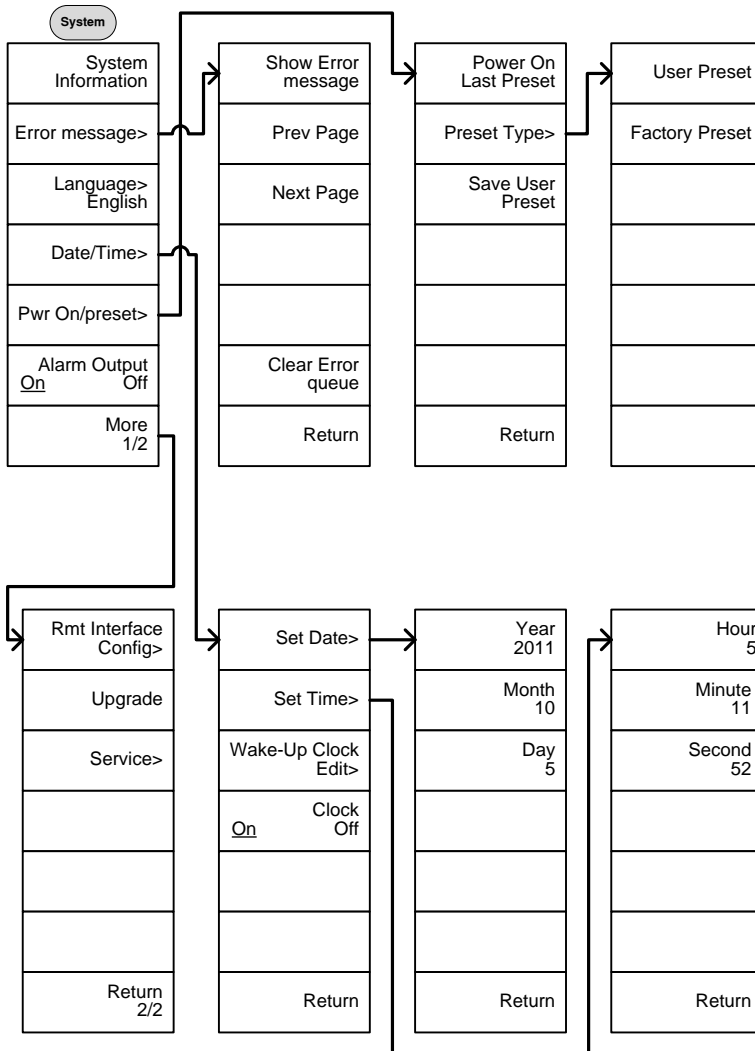 System
System
Information
Error message>
Language>
English
Date/Time>
Pwr On/preset>
Alarm Output
On Off
More
1/2
Show Error
message
Prev Page
Next Page
Clear Error
queue
Return
Power On
Last Preset
Preset Type>
Save User
Preset
Return
User Preset
Factory Preset
Rmt Interface
Config>
Upgrade
Service>
Return
2/2
Set Date>
Set Time>
Wake-Up Clock
Edit>
Clock
On Off
Return
Year
2011
Month
10
Day
5
Return
Hour
5
Minute
11
Second
52
Return